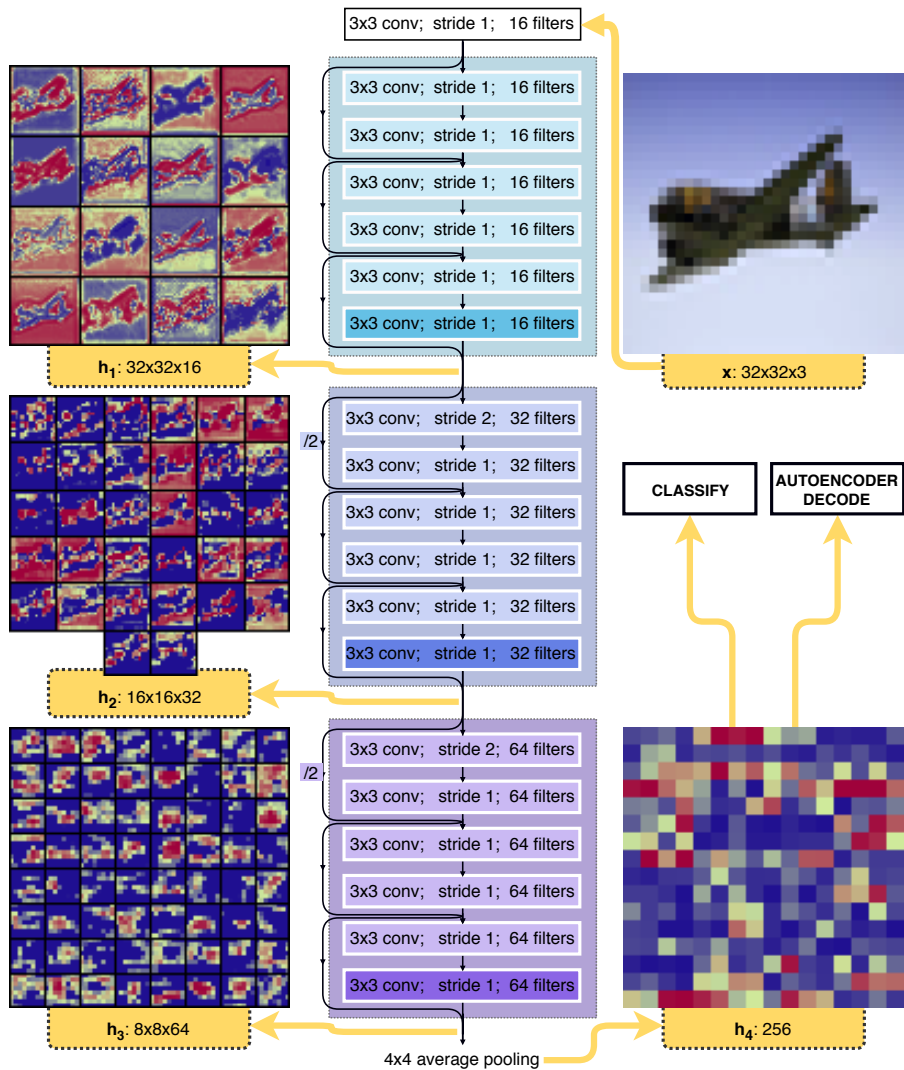 3x3 conv; stride 1; 16 filters
3x3 conv; stride 1; 16 filters
3x3 conv; stride 1; 16 filters
3x3 conv; stride 1; 16 filters
3x3 conv; stride 1; 16 filters
3x3 conv; stride 1; 16 filters
3x3 conv; stride 1; 16 filters
h1: 32x32x16
x: 32x32x3
3x3 conv; stride 2; 32 filters
/2
3x3 conv; stride 1; 32 filters
3x3 conv; stride 1; 32 filters
3x3 conv; stride 1; 32 filters
3x3 conv; stride 1; 32 filters
3x3 conv; stride 1; 32 filters
h2: 16x16x32
CLASSIFY
AUTOENCODER
DECODE
3x3 conv; stride 2; 64 filters
/2
3x3 conv; stride 1; 64 filters
3x3 conv; stride 1; 64 filters
3x3 conv; stride 1; 64 filters
3x3 conv; stride 1; 64 filters
3x3 conv; stride 1; 64 filters
h3: 8x8x64
4x4 average pooling
h4: 256